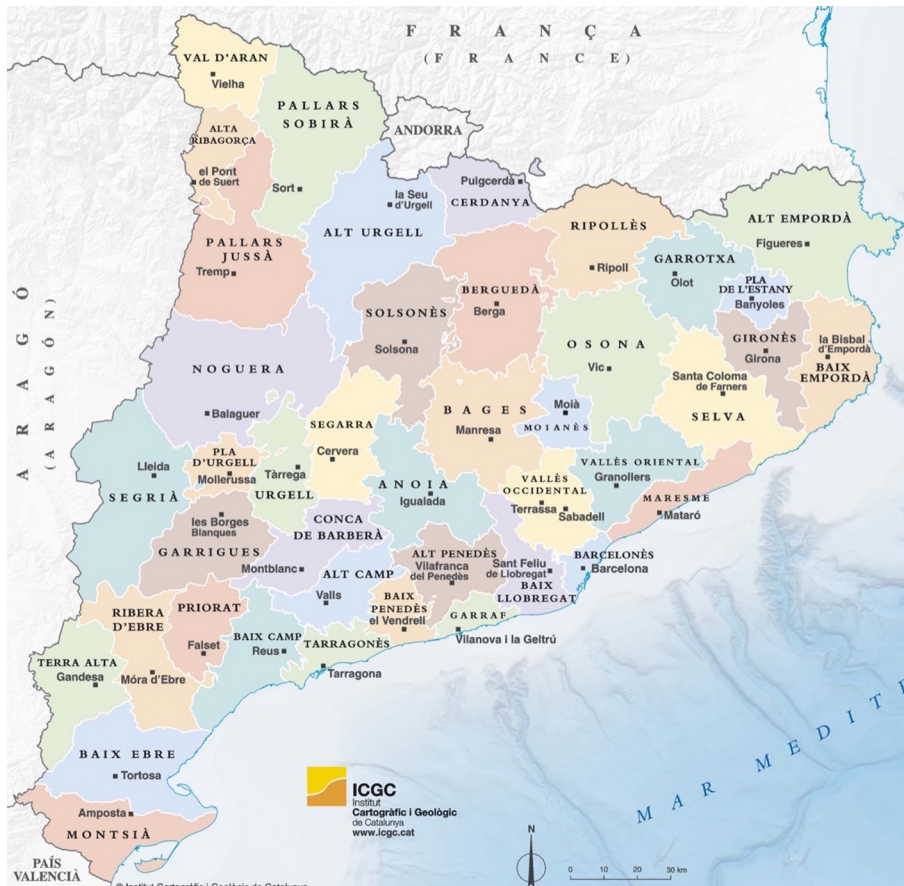 FRANÇA
(FRANCE)
VAL D'ARAN
Vielha
PALLARS
SOBIRÀ
ANDORRA
ALTA
RIBAGORÇA
el Pont
de Suert
Sort
la Seu
d'Urgell
Puigcerdà
CERDANYA
ALT URGELL
RIPOLLÈS
Ripoll
ALT EMPORDÀ
Figueres
PALLARS
JUSSÀ
Tremp
GARROTXA
Olot
PLA
DE L'ESTANY
Banyoles
BERGUEDÀ
Berga
SOLSONÈS
Solsona
OSONA
Vic
GIRONÈS
Girona
la Bisbal
d'Empordà
BAIX
EMPORDÀ
ARAGÓ
(ARAGÓN)
NOGUERA
Balaguer
Santa Coloma
de Farners
SELVA
SEGARRA
Cervera
BAGES
Manresa
Moià
MOIANÈS
Lleida
SEGRIÀ
PLA
D'URGELL
Mollerussa
Tàrrega
URGELL
ANOIA
Igualada
VALLÈS
OCCIDENTAL
Terrassa
Sabadell
VALLÈS ORIENTAL
Granollers
MARESME
Mataró
les Borges
Blanques
GARRIGUES
CONCA
DE BARBERÀ
Montblanc
ALT PENEDÈS
Vilafranca
del Penedès
Sant Feliu
de Llobregat
BAIX
LLOBREGAT
BARCELONÈS
Barcelona
ALT CAMP
Valls
BAIX
PENEDÈS
el Vendrell
GARRAF
Vilanova i la Geltrú
RIBERA
D'EBRE
Móra d'Ebre
PRIORAT
Falset
BAIX CAMP
Reus
TARRAGONÈS
Tarragona
TERRA ALTA
Gandesa
BAIX EBRE
Tortosa
Amposta
MONTSIÀ
PAÍS
VALENCIÀ
MAR MEDITE
ICGC
Institut
Cartogràfic i Geològic
de Catalunya
www.icgc.cat
N
0 10 20 30 km
© Institut Cartogràfic i Geològic de Catalunya